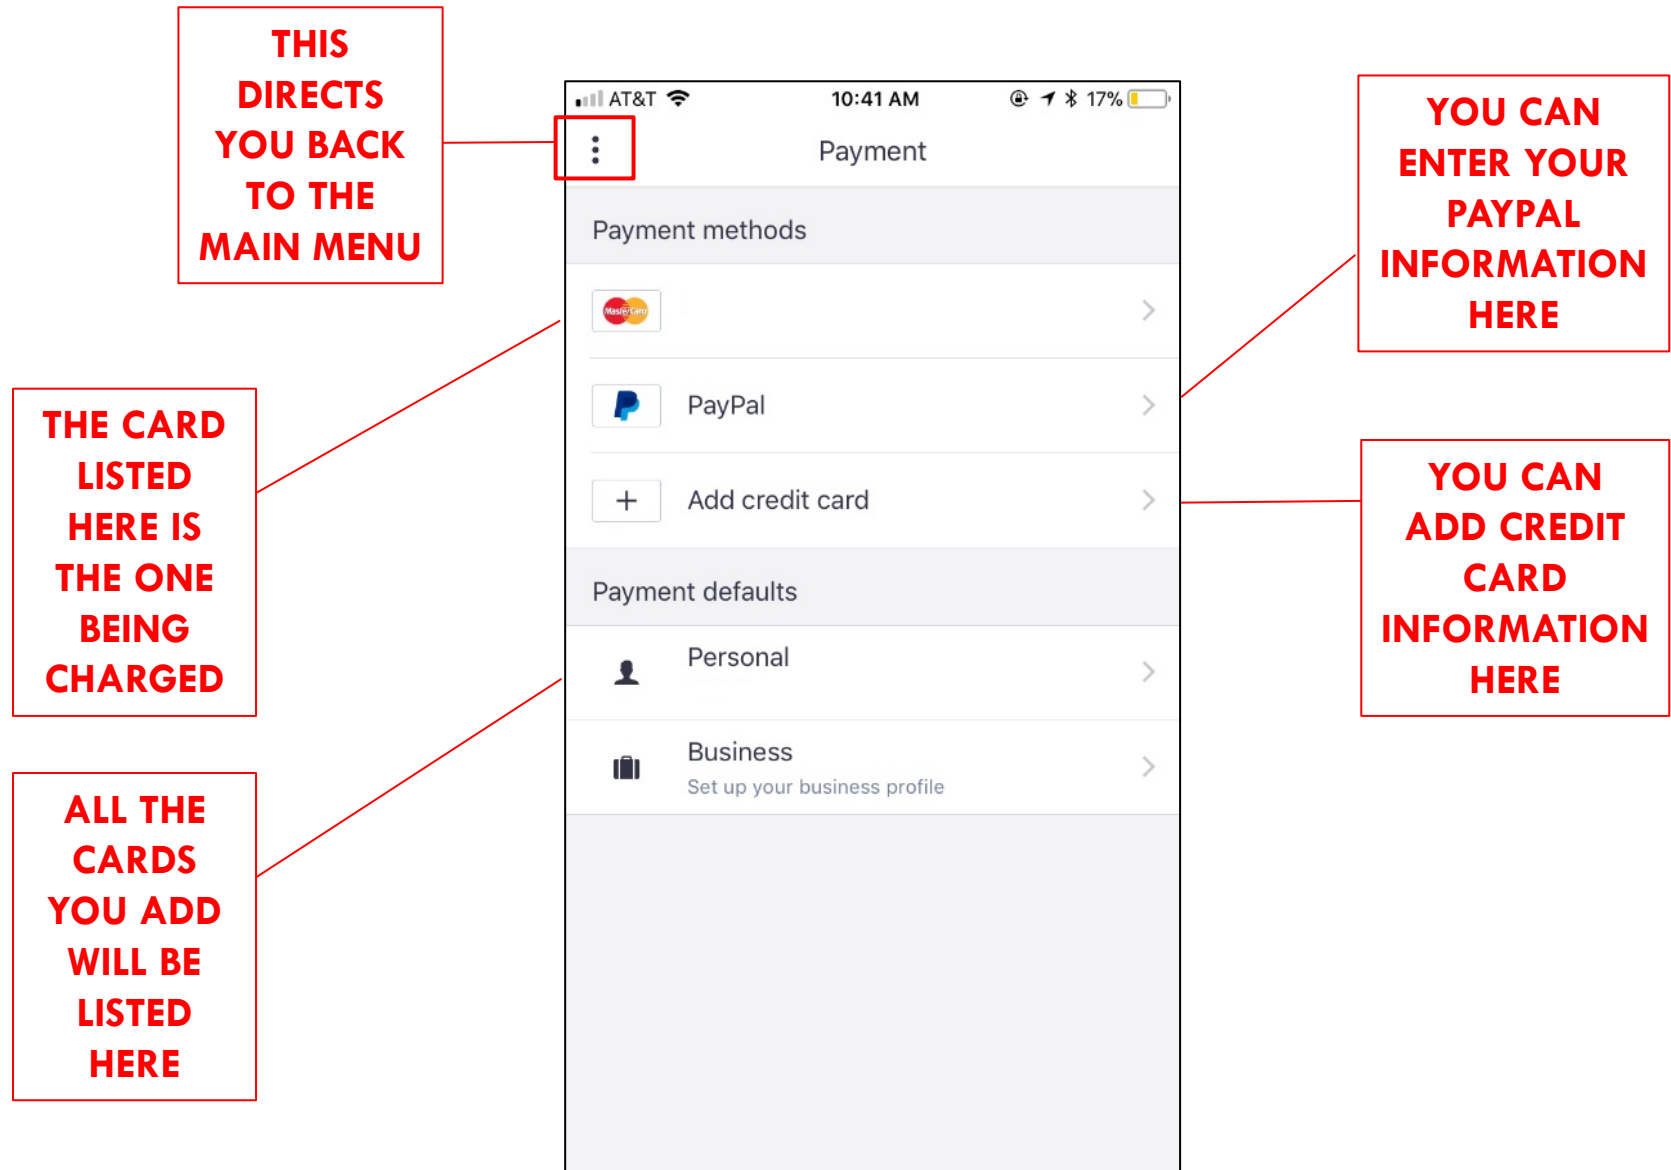 THIS
DIRECTS
YOU BACK
TO THE
MAIN MENU
AT&T 10:41 AM 17%
Payment
Payment methods
MasterCard
PayPal
Add credit card
Payment defaults
Personal
Business
Set up your business profile
YOU CAN
ENTER YOUR
PAYPAL
INFORMATION
HERE
THE CARD
LISTED
HERE IS
THE ONE
BEING
CHARGED
YOU CAN
ADD CREDIT
CARD
INFORMATION
HERE
ALL THE
CARDS
YOU ADD
WILL BE
LISTED
HERE